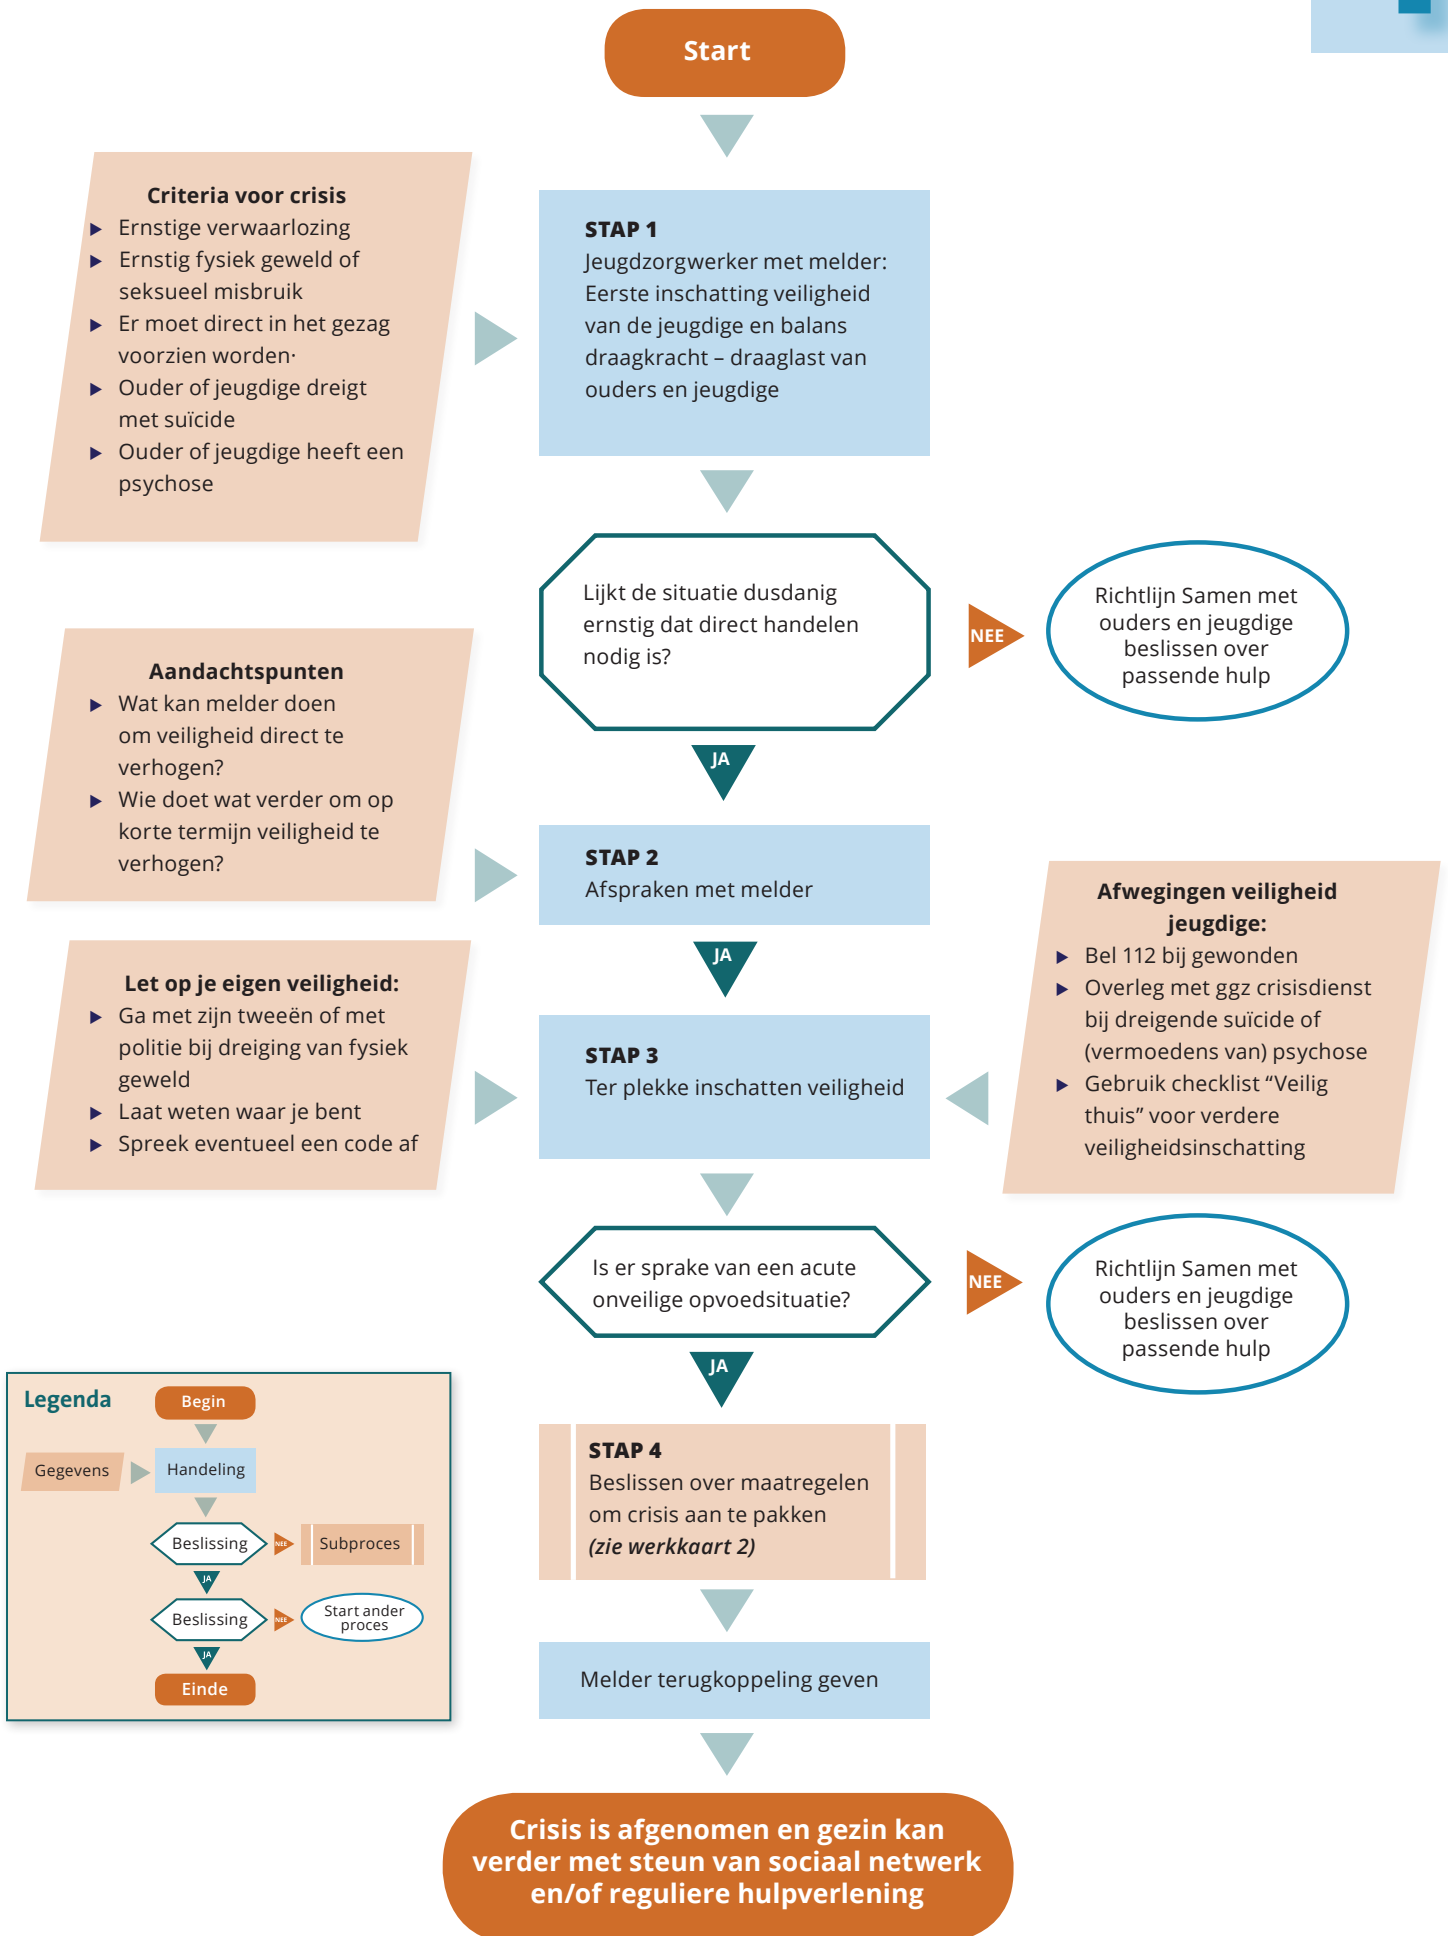 Start
Criteria voor crisis
▶ Ernstige verwaarlozing
▶ Ernstig fysiek geweld of
seksueel misbruik
▶ Er moet direct in het gezag
voorzien worden·
▶ Ouder of jeugdige dreigt
met suïcide
▶ Ouder of jeugdige heeft een
psychose
STAP 1
Jeugdzorgwerker met melder:
Eerste inschatting veiligheid
van de jeugdige en balans
draagkracht – draaglast van
ouders en jeugdige
Lijkt de situatie dusdanig
ernstig dat direct handelen
nodig is?
NEE
Richtlijn Samen met
ouders en jeugdige
beslissen over
passende hulp
JA
Aandachtspunten
▶ Wat kan melder doen
om veiligheid direct te
verhogen?
▶ Wie doet wat verder om op
korte termijn veiligheid te
verhogen?
STAP 2
Afspraken met melder
JA
Let op je eigen veiligheid:
▶ Ga met zijn tweeën of met
politie bij dreiging van fysiek
geweld
▶ Laat weten waar je bent
▶ Spreek eventueel een code af
STAP 3
Ter plekke inschatten veiligheid
Afwegingen veiligheid
jeugdige:
▶ Bel 112 bij gewonden
▶ Overleg met ggz crisisdienst
bij dreigende suïcide of
(vermoedens van) psychose
▶ Gebruik checklist “Veilig
thuis” voor verdere
veiligheidsinschatting
Is er sprake van een acute
onveilige opvoedsituatie?
NEE
Richtlijn Samen met
ouders en jeugdige
beslissen over
passende hulp
JA
STAP 4
Beslissen over maatregelen
om crisis aan te pakken
(zie werkkaart 2)
Melder terugkoppeling geven
Crisis is afgenomen en gezin kan
verder met steun van sociaal netwerk
en/of reguliere hulpverlening
Legenda
Begin
Gegevens
Handeling
Beslissing
NEE
Subproces
JA
Beslissing
NEE
Start ander
proces
JA
Einde